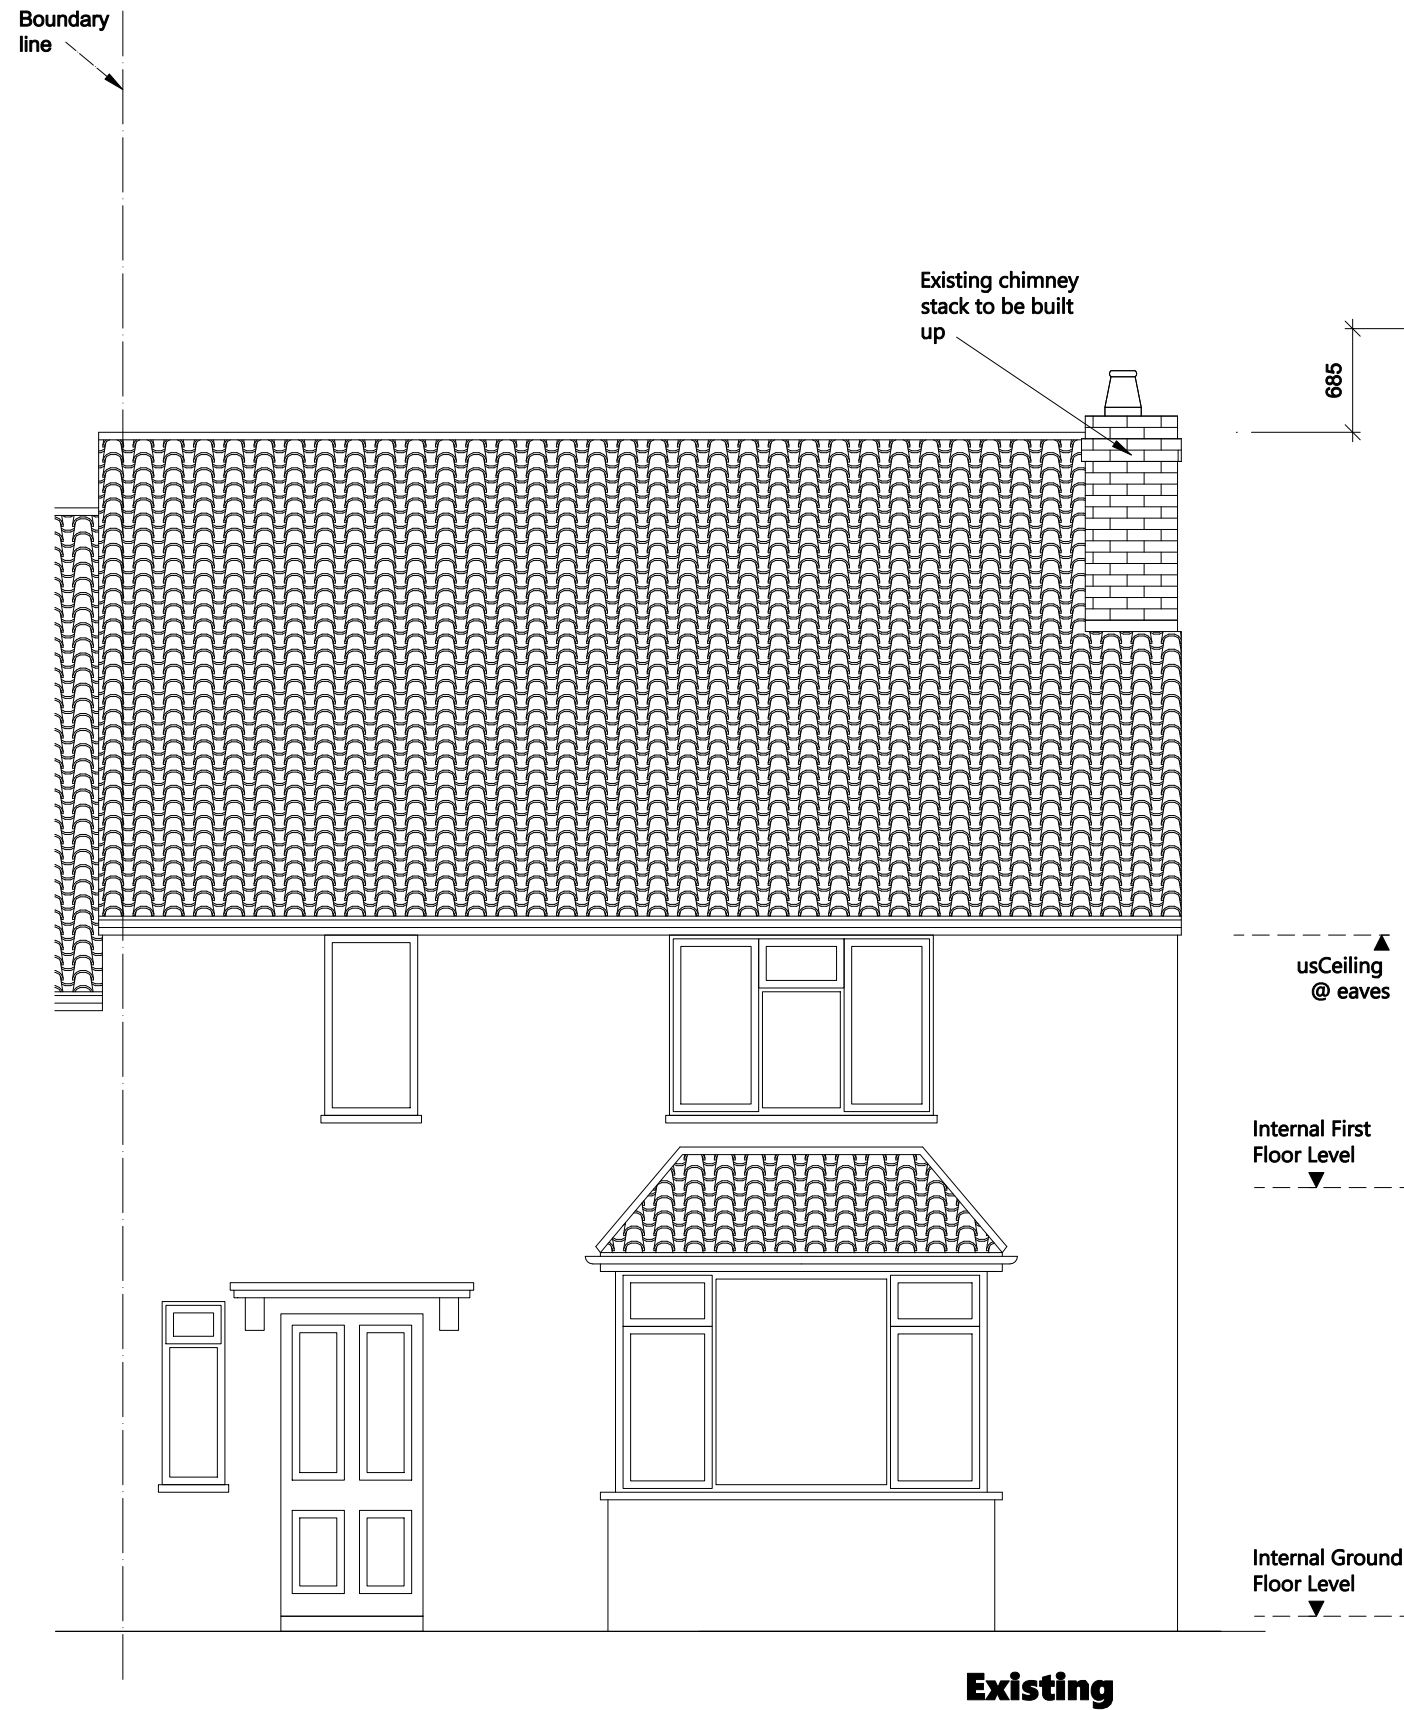 Boundary
line
Existing chimney
stack to be built
up
685
usCeiling
@ eaves
Internal First
Floor Level
Internal Ground
Floor Level
Existing